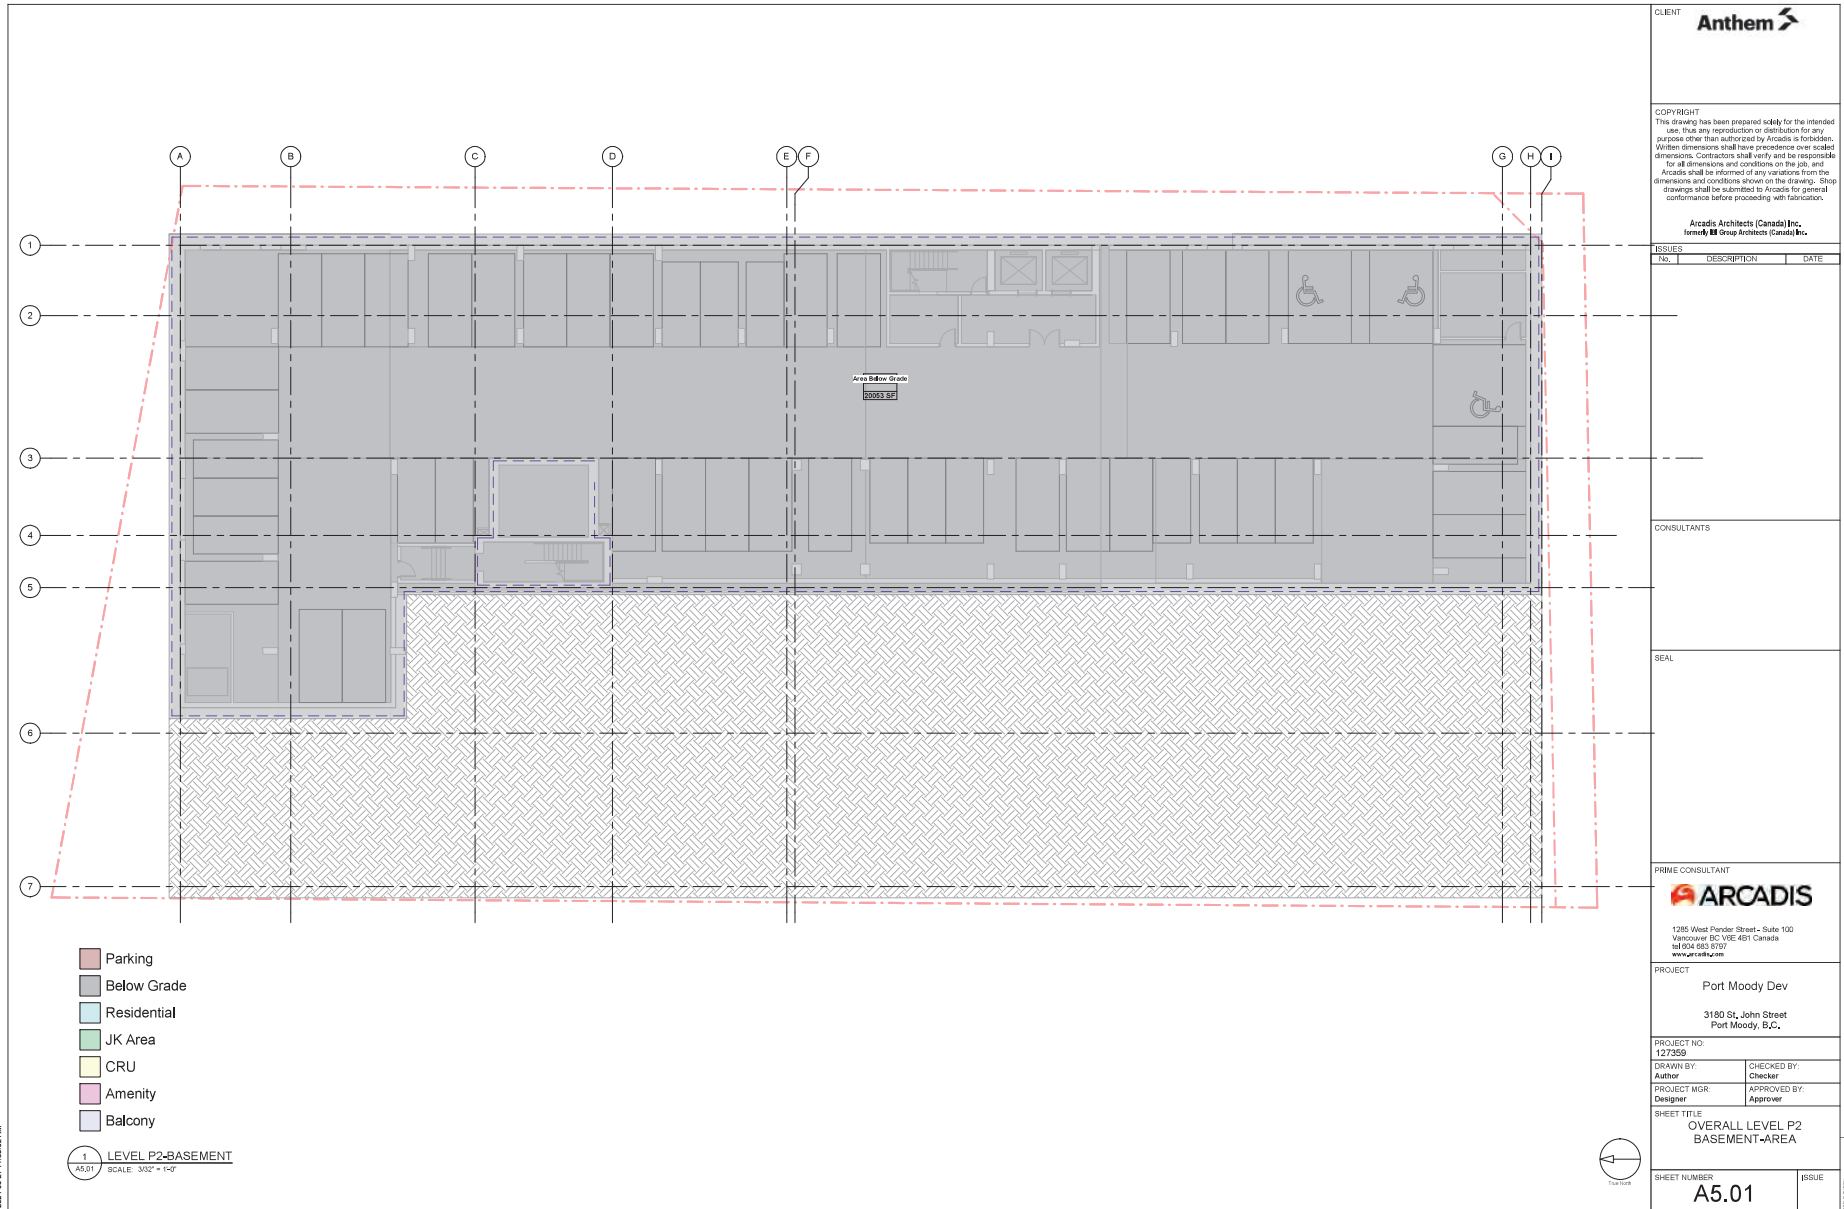 CLIENT
Anthem
COPYRIGHT
This drawing has been prepared solely for the intended
use, thus any reproduction or distribution for any
purpose other than authorized by Arcadis is forbidden.
Written dimensions shall have precedence over scaled
dimensions. Contractors shall verify and be responsible
for all dimensions and conditions on the job, and
Arcadis shall be informed of any variations from the
dimensions and conditions shown on the drawing. Shop
drawings shall be submitted to Arcadis for general
conformance before proceeding with fabrication.
Arcadis Architects (Canada) Inc.
formerly IBI Group Architects (Canada) Inc.
ISSUES
No. DESCRIPTION DATE
A B C D E F G H I
1
2
Area Below Grade
20053 SF
3
4
5
6
7
CONSULTANTS
SEAL
PRIME CONSULTANT
ARCADIS
1285 West Pender Street - Suite 100
Vancouver BC V6E 4B1 Canada
tel 604 683 8797
www.arcadis.com
PROJECT
Port Moody Dev
3180 St. John Street
Port Moody, B.C.
PROJECT NO:
127359
DRAWN BY: CHECKED BY:
Author Checker
PROJECT MGR: APPROVED BY:
Designer Approver
SHEET TITLE
OVERALL LEVEL P2
BASEMENT-AREA
SHEET NUMBER ISSUE
A5.01
Parking
Below Grade
Residential
JK Area
CRU
Amenity
Balcony
1 LEVEL P2-BASEMENT
A5.01 SCALE: 3/32" = 1'-0"
True North